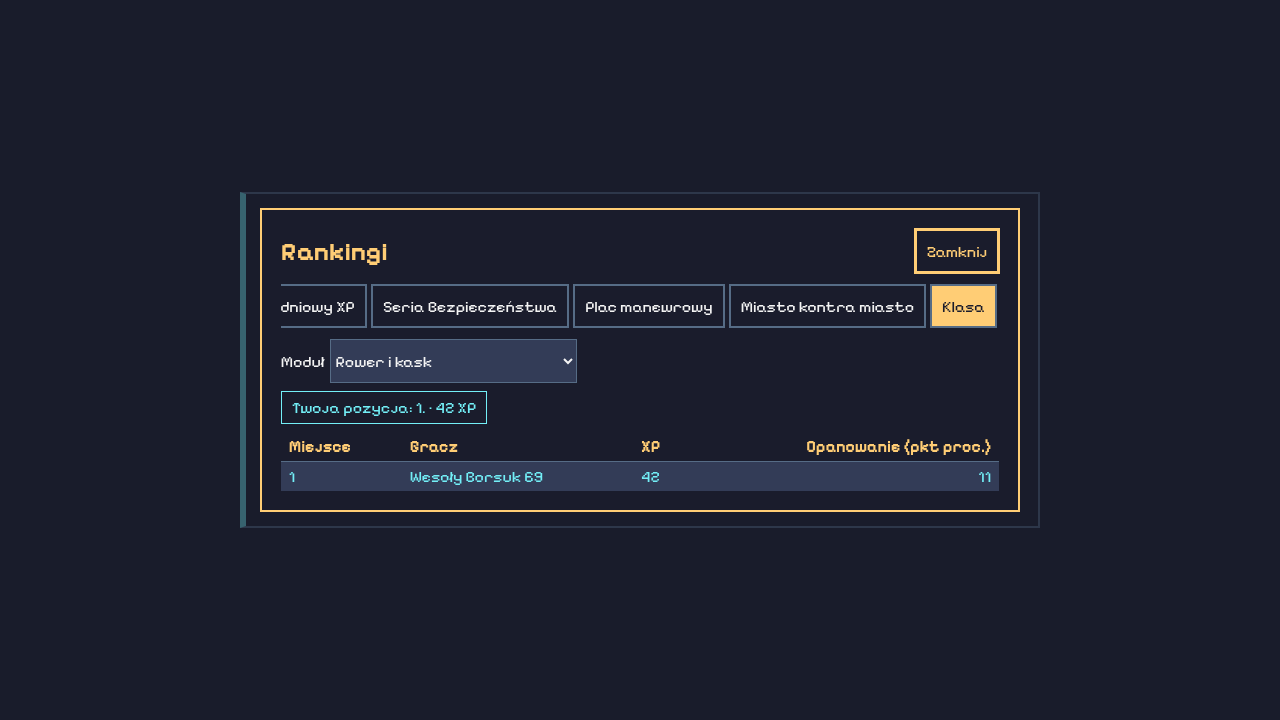 Rankingi
Zamknij
dniowy XP
Seria Bezpieczeństwa
Plac manewrowy
Miasto kontra miasto
Klasa
Moduł
Rower i kask
Twoja pozycja: 1. · 42 XP
Miejsce Gracz XP Opanowanie (pkt proc.)
1 Wesoły Borsuk 69 42 11